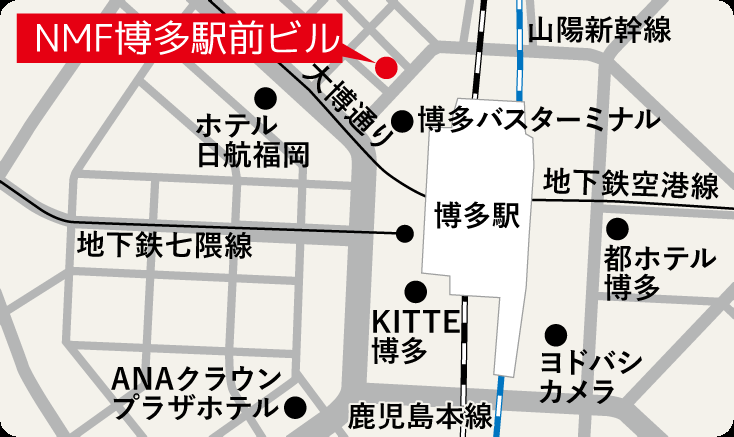 NMF博多駅前ビル
山陽新幹線
大博通り
ホテル
日航福岡
博多バスターミナル
地下鉄空港線
博多駅
地下鉄七隈線
都ホテル
博多
KITTE
博多
ヨドバシ
カメラ
ANAクラウン
プラザホテル
鹿児島本線